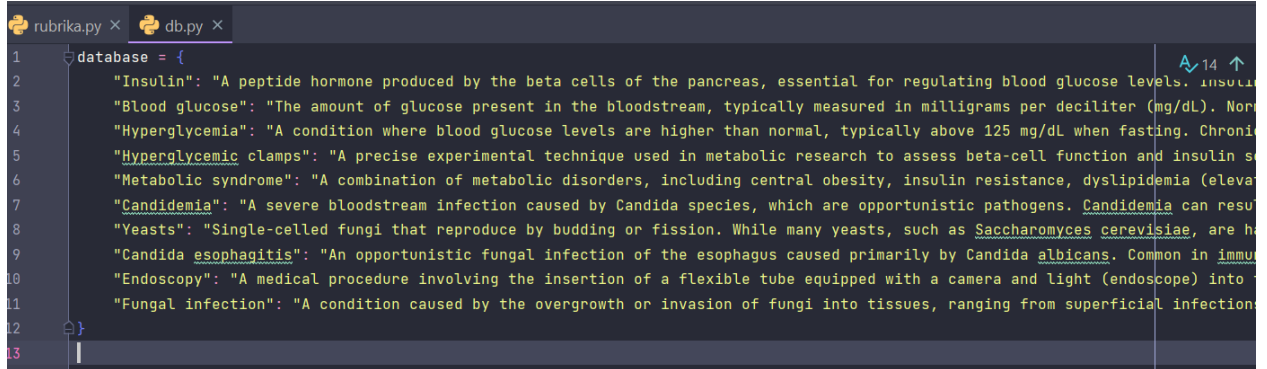 rubrika.py × db.py ×
1 database = {
14
2 "Insulin": "A peptide hormone produced by the beta cells of the pancreas, essential for regulating blood glucose levels. Insulin
3 "Blood glucose": "The amount of glucose present in the bloodstream, typically measured in milligrams per deciliter (mg/dL).
4 "Hyperglycemia": "A condition where blood glucose levels are higher than normal, typically above 125 mg/dL when fasting.
5 "Hyperglycemic clamps": "A precise experimental technique used in metabolic research to assess beta-cell function and insulin
6 "Metabolic syndrome": "A combination of metabolic disorders, including central obesity, insulin resistance, dyslipidemia
7 "Candidemia": "A severe bloodstream infection caused by Candida species, which are opportunistic pathogens. Candidemia can
8 "Yeasts": "Single-celled fungi that reproduce by budding or fission. While many yeasts, such as Saccharomyces cerevisiae, are
9 "Candida esophagitis": "An opportunistic fungal infection of the esophagus caused primarily by Candida albicans. Common in
10 "Endoscopy": "A medical procedure involving the insertion of a flexible tube equipped with a camera and light (endoscope) into
11 "Fungal infection": "A condition caused by the overgrowth or invasion of fungi into tissues, ranging from superficial infections
12 }
13